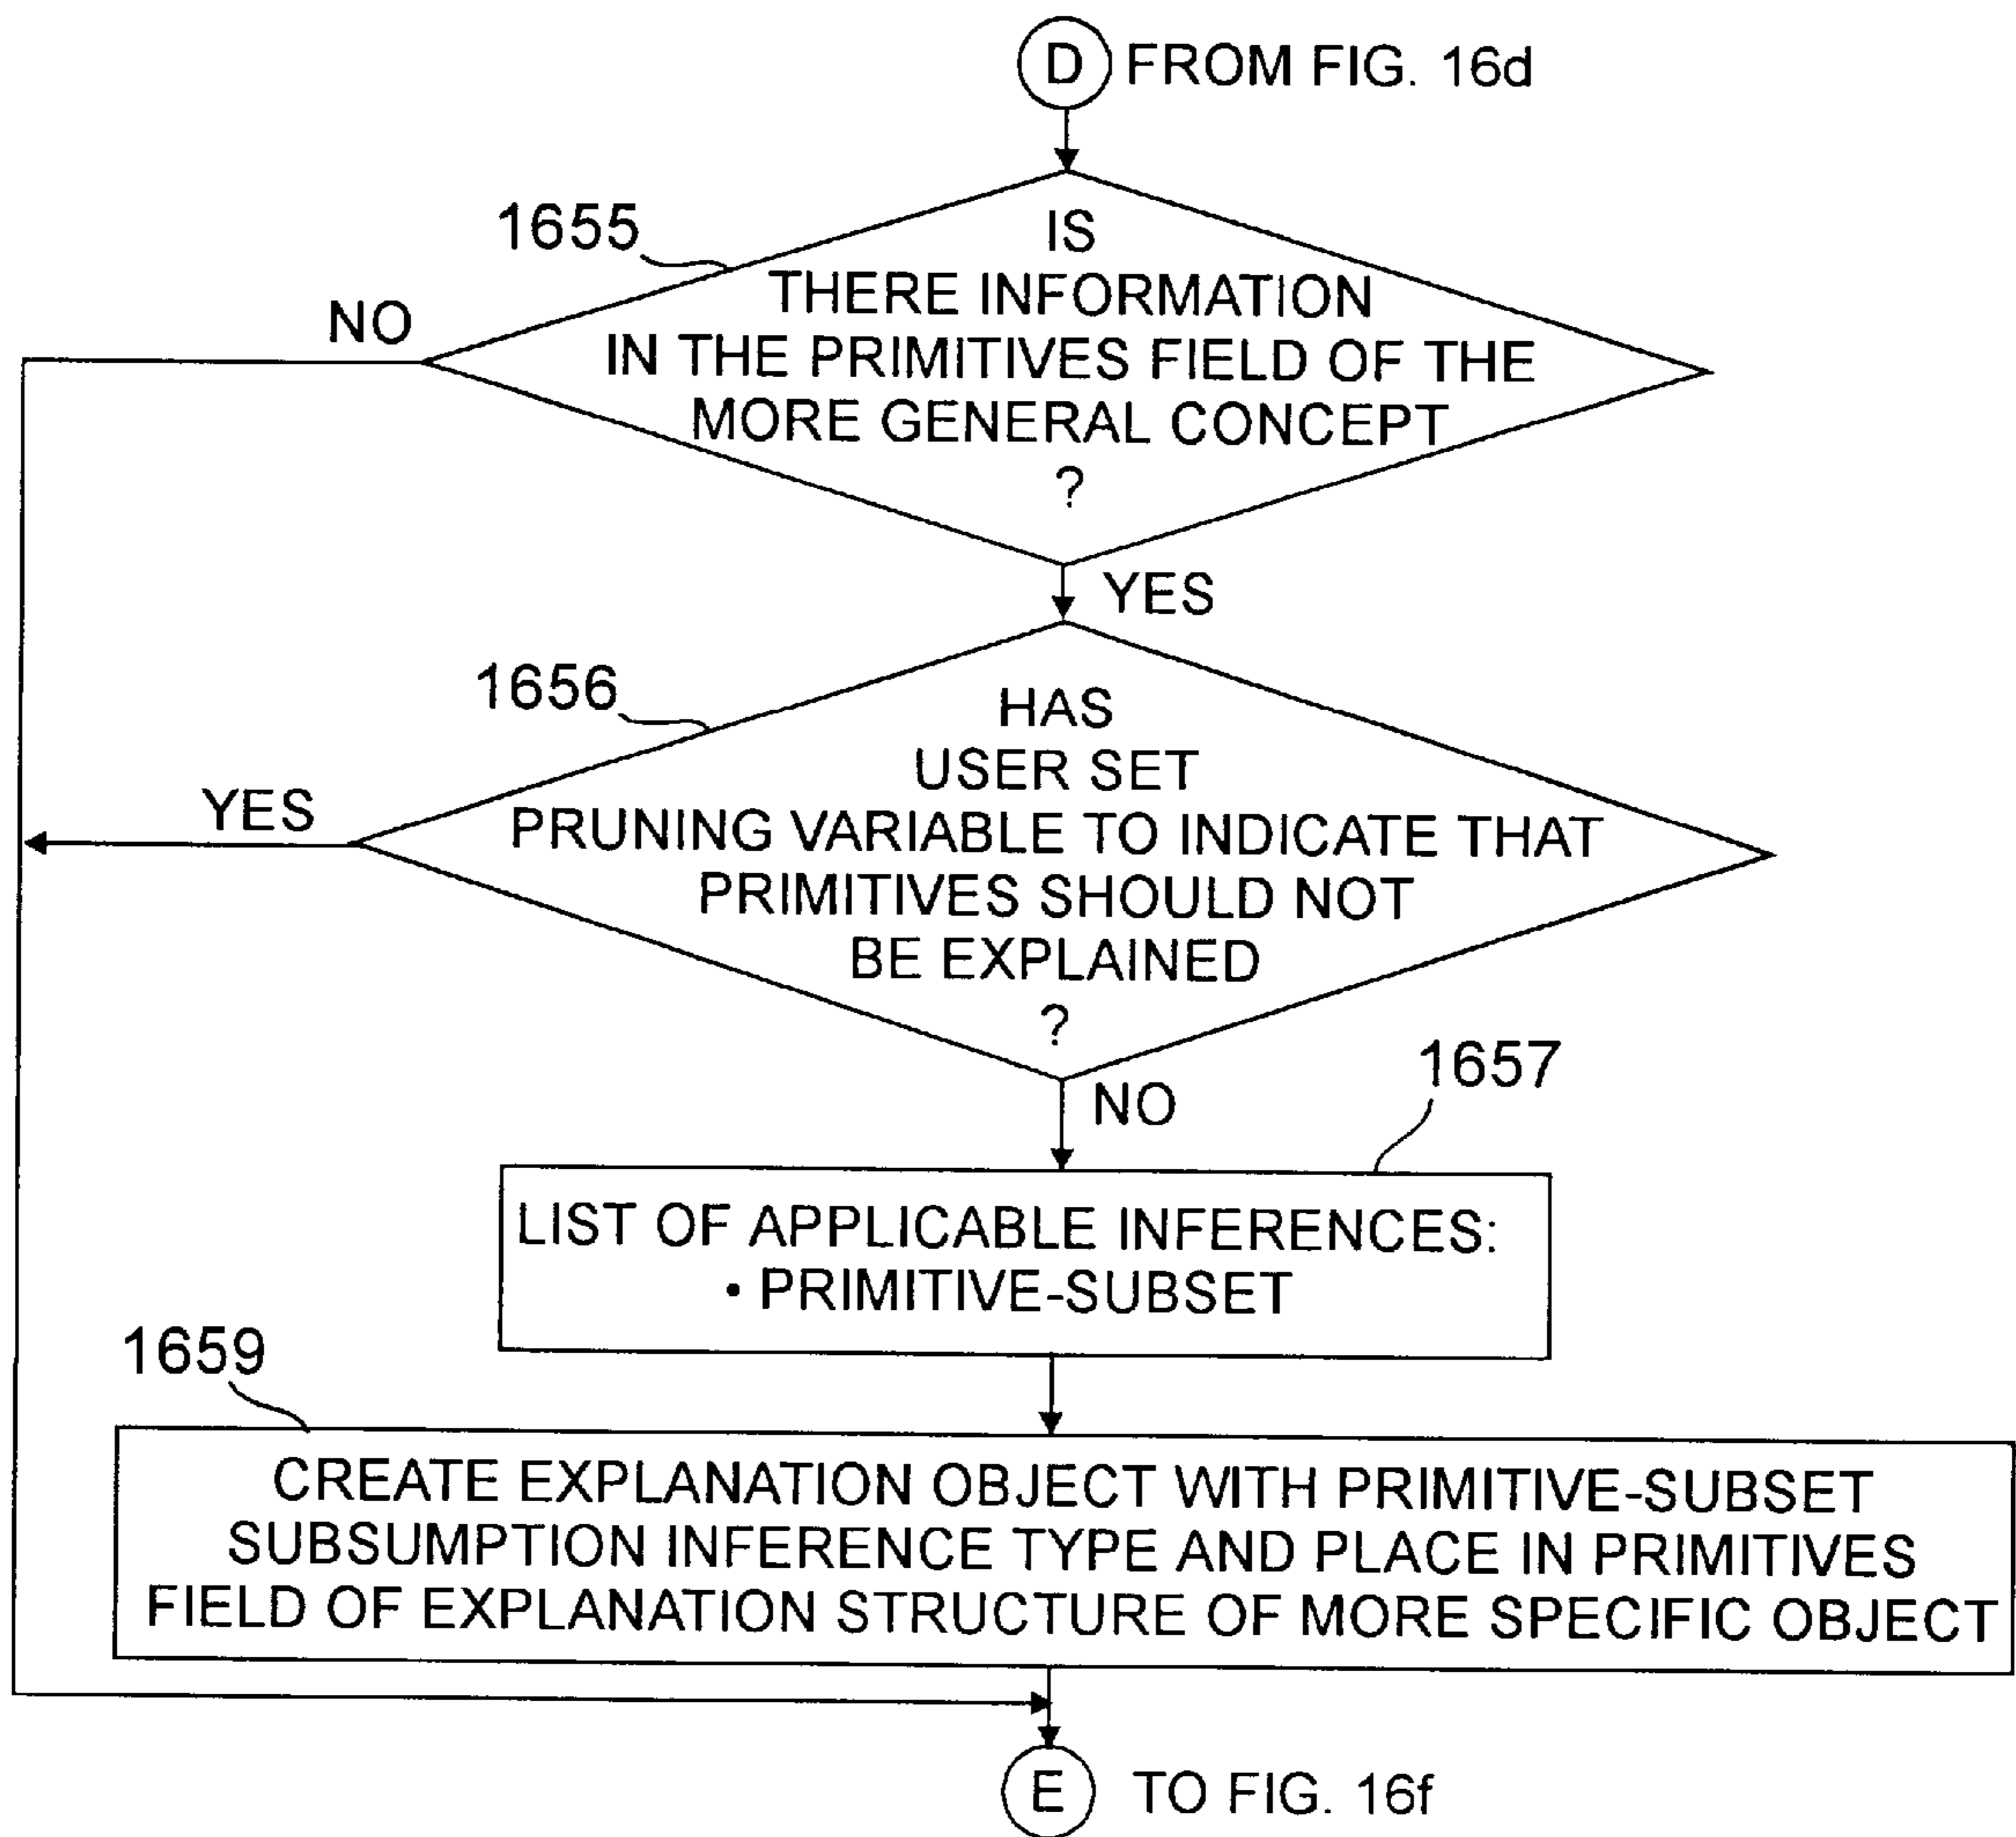 D FROM FIG. 16d
1655
IS
THERE INFORMATION
IN THE PRIMITIVES FIELD OF THE
MORE GENERAL CONCEPT
?
NO
YES
1656
HAS
USER SET
PRUNING VARIABLE TO INDICATE THAT
PRIMITIVES SHOULD NOT
BE EXPLAINED
?
YES
NO
1657
LIST OF APPLICABLE INFERENCES:
• PRIMITIVE-SUBSET
1659
CREATE EXPLANATION OBJECT WITH PRIMITIVE-SUBSET
SUBSUMPTION INFERENCE TYPE AND PLACE IN PRIMITIVES
FIELD OF EXPLANATION STRUCTURE OF MORE SPECIFIC OBJECT
E TO FIG. 16f